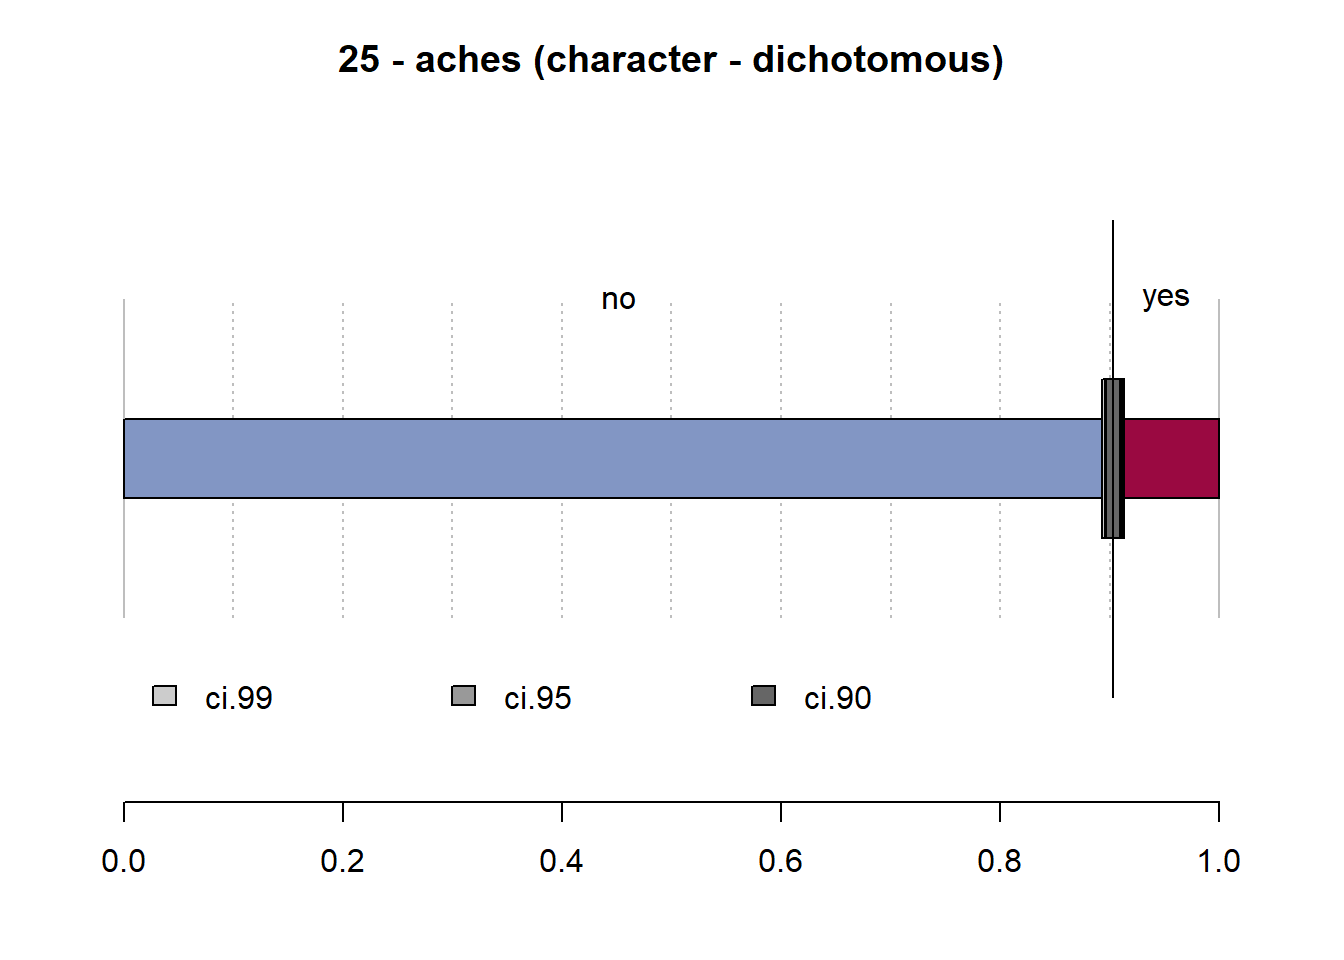 25 - aches (character - dichotomous)
no yes
ci.99 ci.95 ci.90
0.0 0.2 0.4 0.6 0.8 1.0